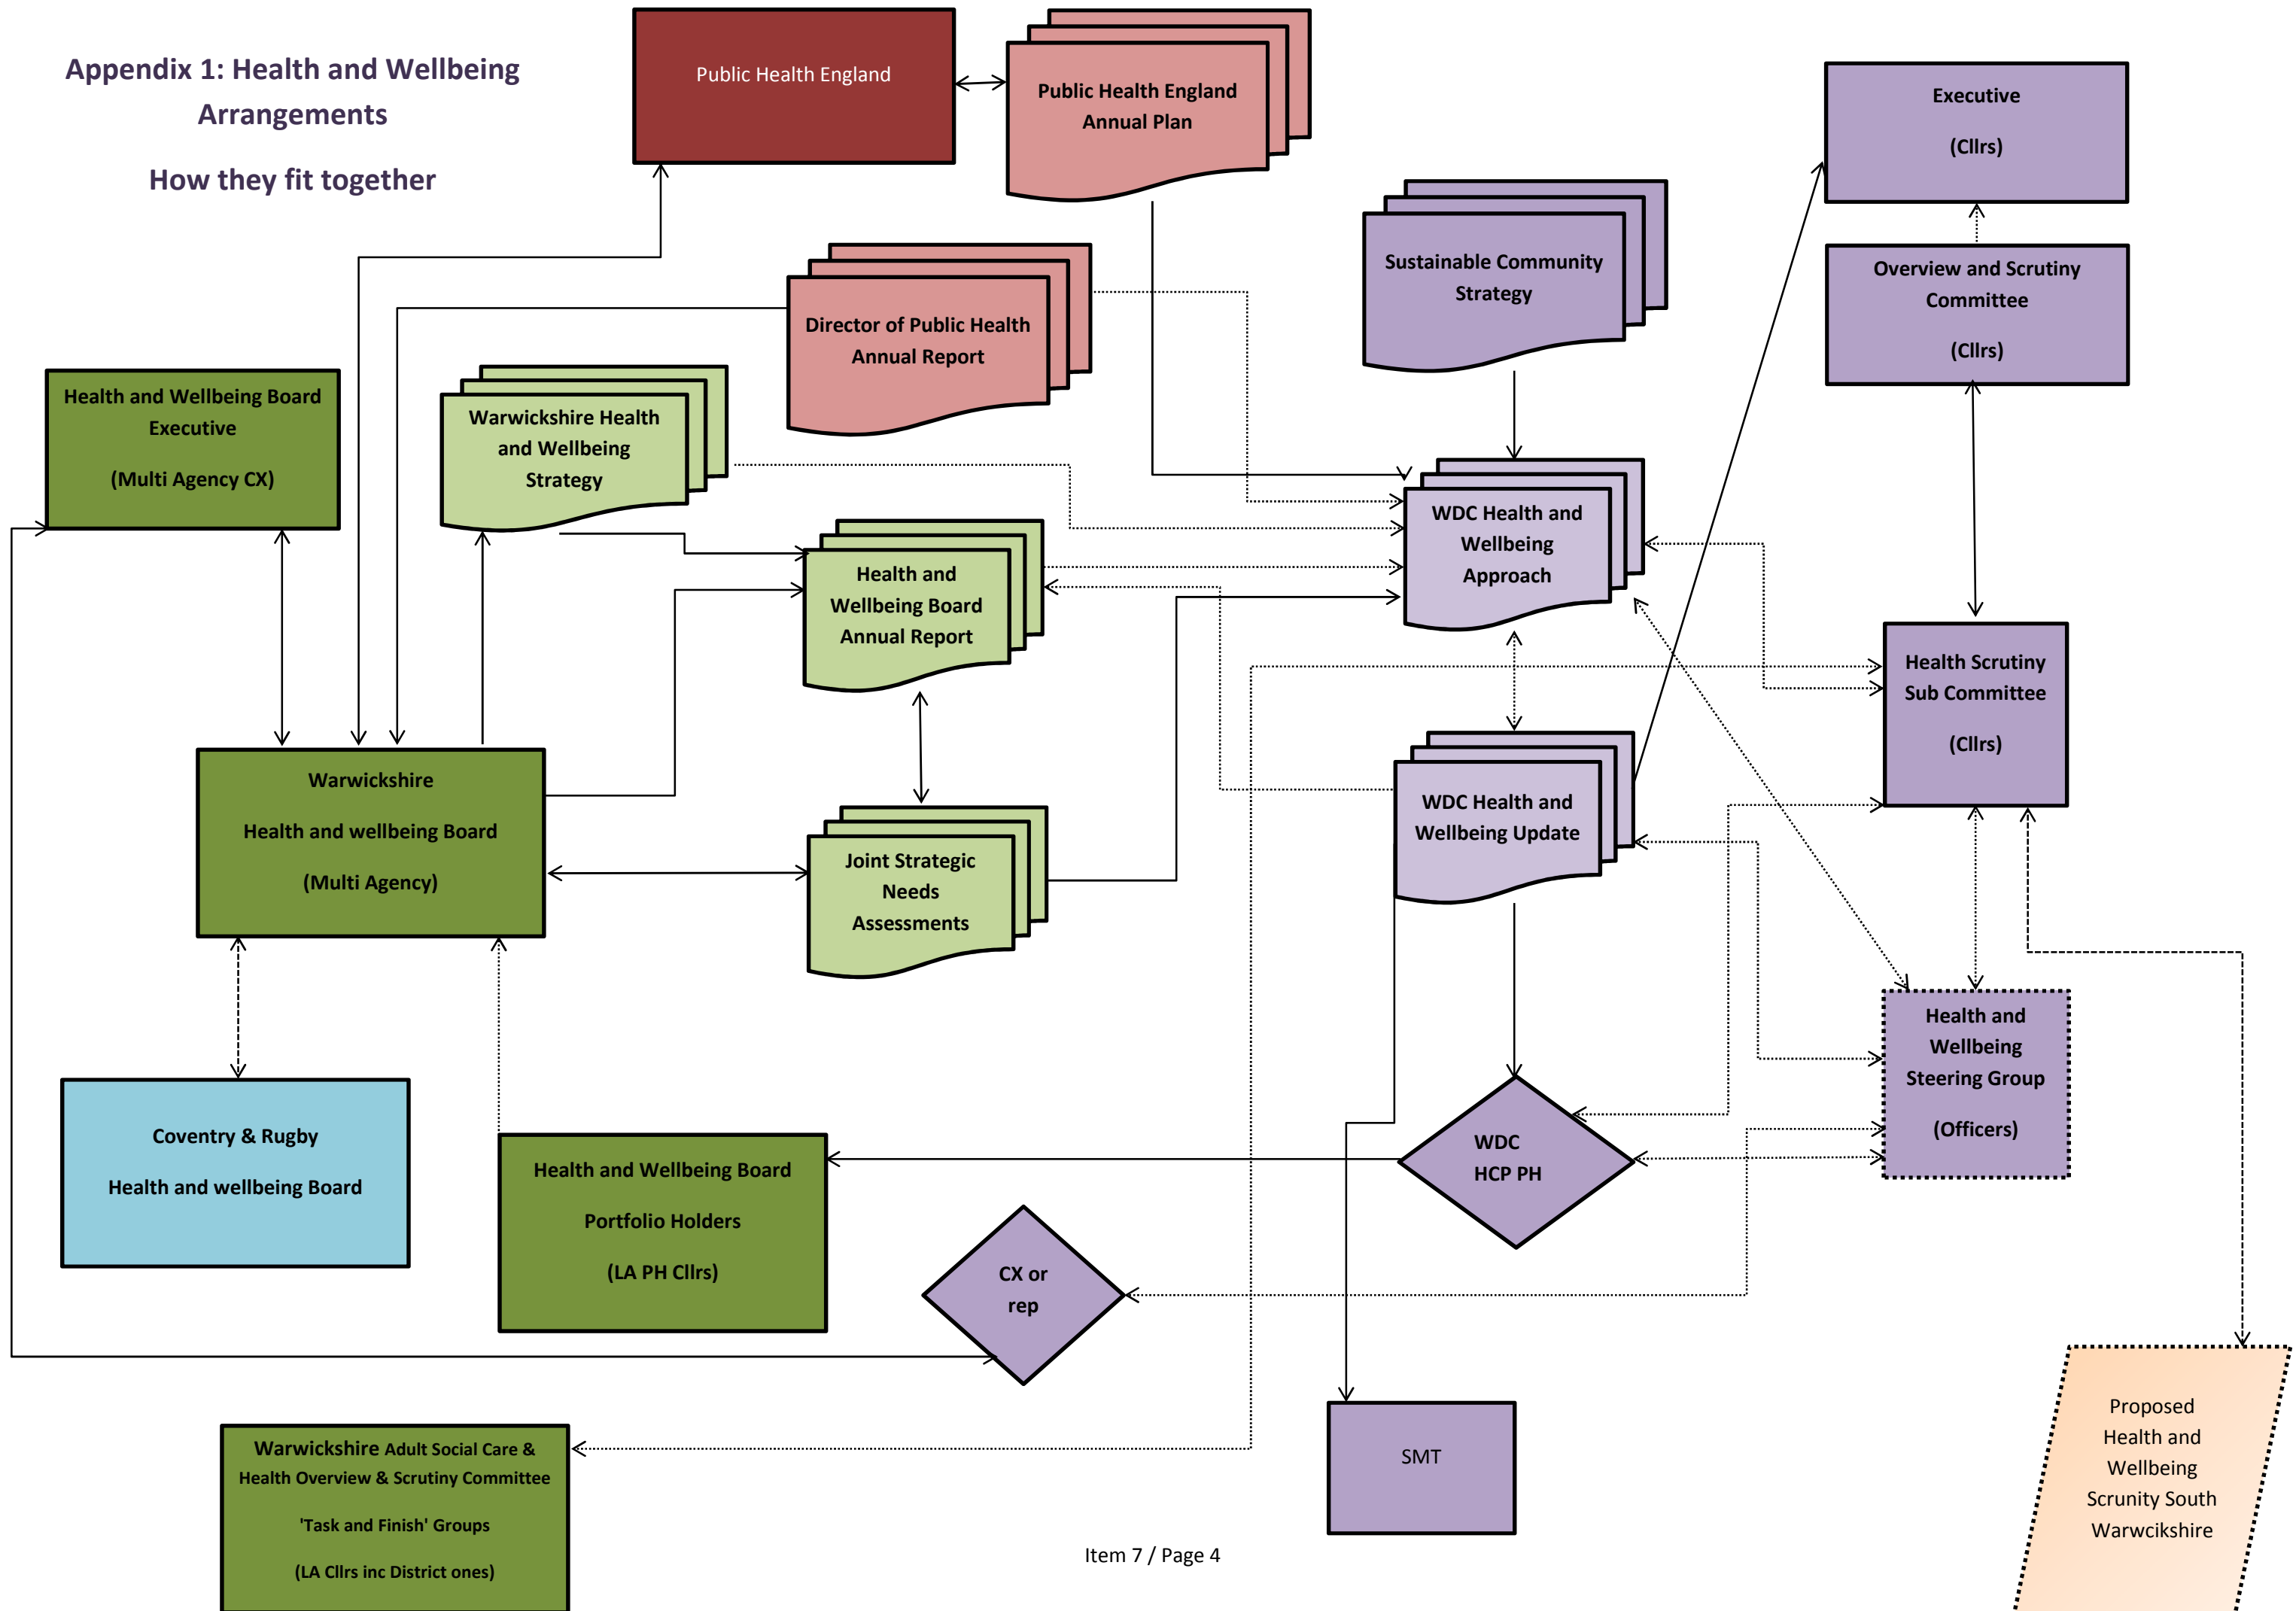 Appendix 1: Health and Wellbeing
Arrangements
How they fit together
Public Health England
Public Health England
Annual Plan
Executive
(Cllrs)
Sustainable Community
Strategy
Overview and Scrutiny
Committee
(Cllrs)
Director of Public Health
Annual Report
Health and Wellbeing Board
Executive
(Multi Agency CX)
Warwickshire Health
and Wellbeing
Strategy
WDC Health and
Wellbeing
Approach
Health and
Wellbeing Board
Annual Report
Health Scrutiny
Sub Committee
(Cllrs)
Warwickshire
Health and wellbeing Board
(Multi Agency)
WDC Health and
Wellbeing Update
Joint Strategic
Needs
Assessments
Health and
Wellbeing
Steering Group
(Officers)
Coventry & Rugby
Health and wellbeing Board
Health and Wellbeing Board
Portfolio Holders
(LA PH Cllrs)
WDC
HCP PH
CX or
rep
Warwickshire Adult Social Care &
Health Overview & Scrutiny Committee
'Task and Finish' Groups
(LA Cllrs inc District ones)
SMT
Proposed
Health and
Wellbeing
Scrunity South
Warwcikshire
Item 7 / Page 4